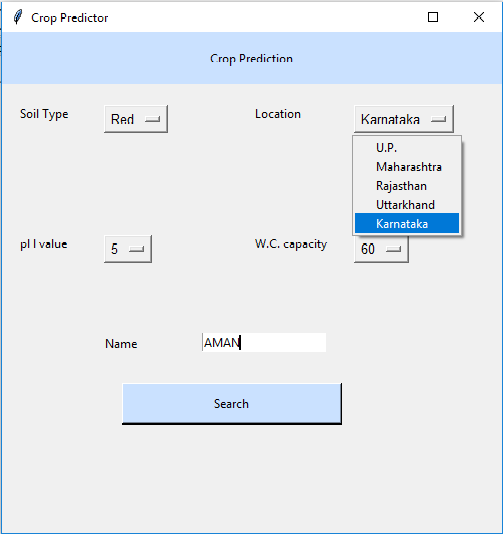 Crop Predictor
Crop Prediction
Soil Type Red Location Karnataka
U.P.
Maharashtra
Rajasthan
Uttarkhand
Karnataka
pH value 5 W.C. capacity 60
Name AMAN
Search